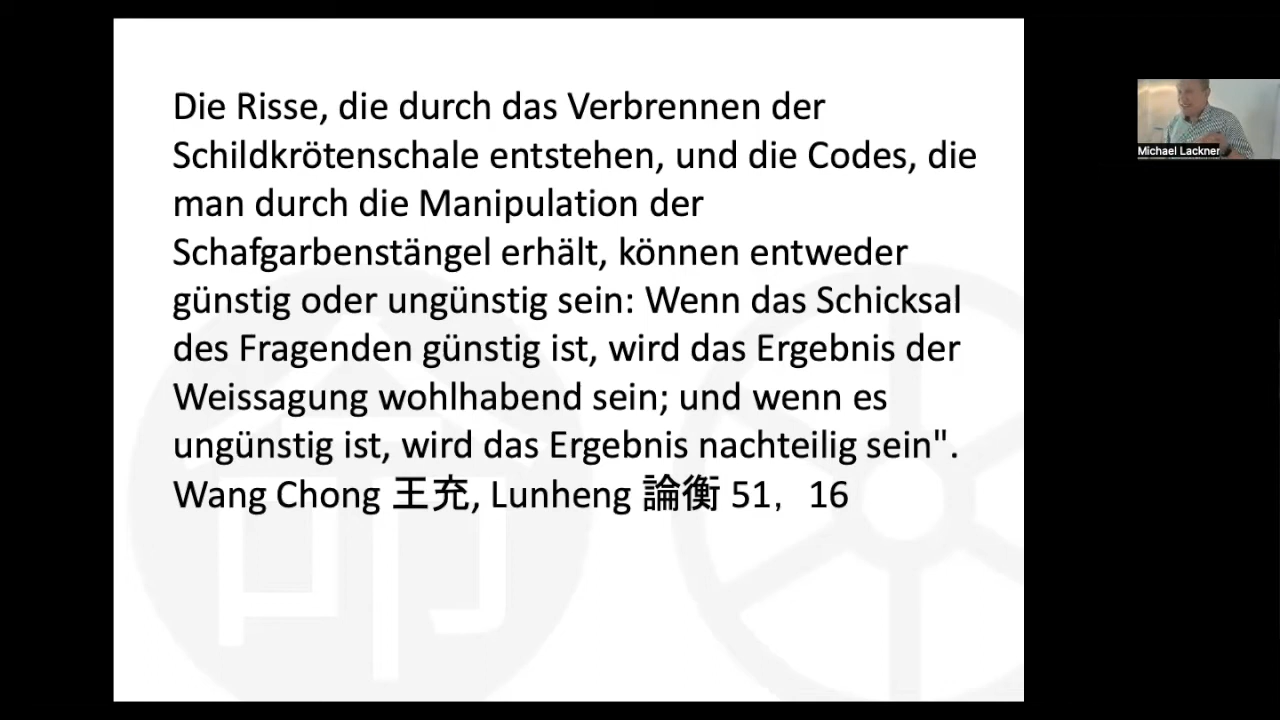 Die Risse, die durch das Verbrennen der
Schildkrötenschale entstehen, und die Codes, die
man durch die Manipulation der
Schafgarbenstängel erhält, können entweder
günstig oder ungünstig sein: Wenn das Schicksal
des Fragenden günstig ist, wird das Ergebnis der
Weissagung wohlhabend sein; und wenn es
ungünstig ist, wird das Ergebnis nachteilig sein".
Wang Chong 王充, Lunheng 論衡 51，16
命
Michael Lackner